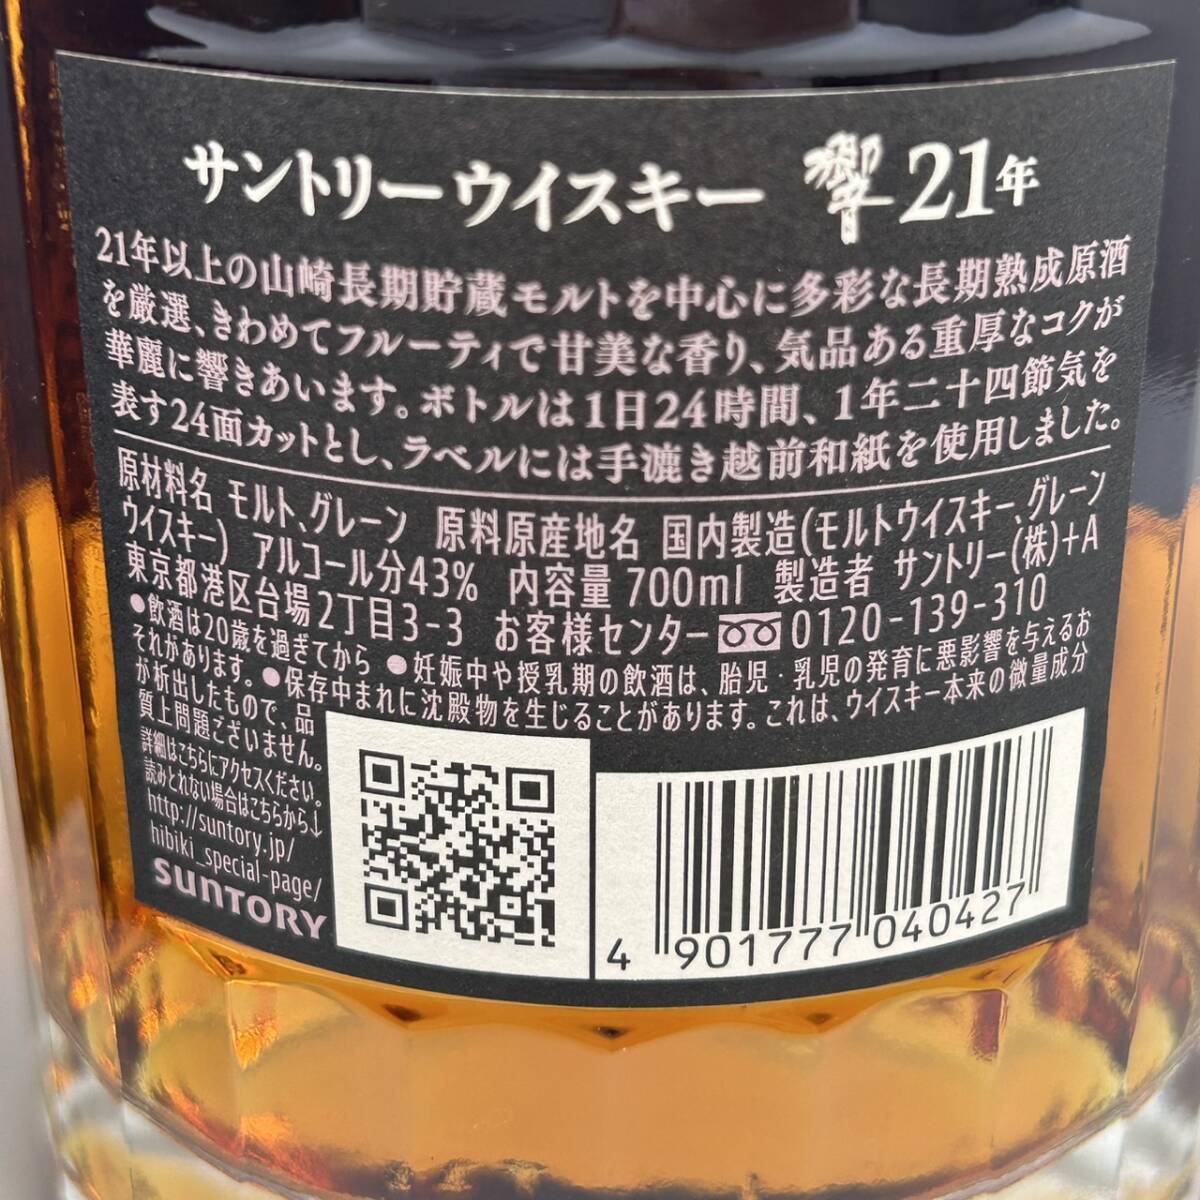 サントリーウイスキー 響 21年
21年以上の山崎長期貯蔵モルトを中心に多彩な長期熟成原酒
を厳選、きわめてフルーティで甘美な香り、気品ある重厚なコクが
華麗に響きあいます。ボトルは1日24時間、1年二十四節気を
表す24面カットとし、ラベルには手漉き越前和紙を使用しました。
原材料名 モルト、グレーン 原料原産地名 国内製造(モルトウイスキー、グレーン
ウイスキー) アルコール分43% 内容量 700ml 製造者 サントリー(株)+A
東京都港区台場2丁目3-3 お客様センター 0120-139-310
●飲酒は20歳を過ぎてから ●妊娠中や授乳期の飲酒は、胎児・乳児の発育に悪影響を与えるお
それがあります。●保存中まれに沈殿物を生じることがあります。これは、ウイスキー本来の微量成分
が析出したもので、品
質上問題ございません。
詳細はこちらにアクセスください。
読みとれない場合はこちらから↓
http://suntory.jp/
hibiki_special-page/
SUNTORY
4 901777 040427